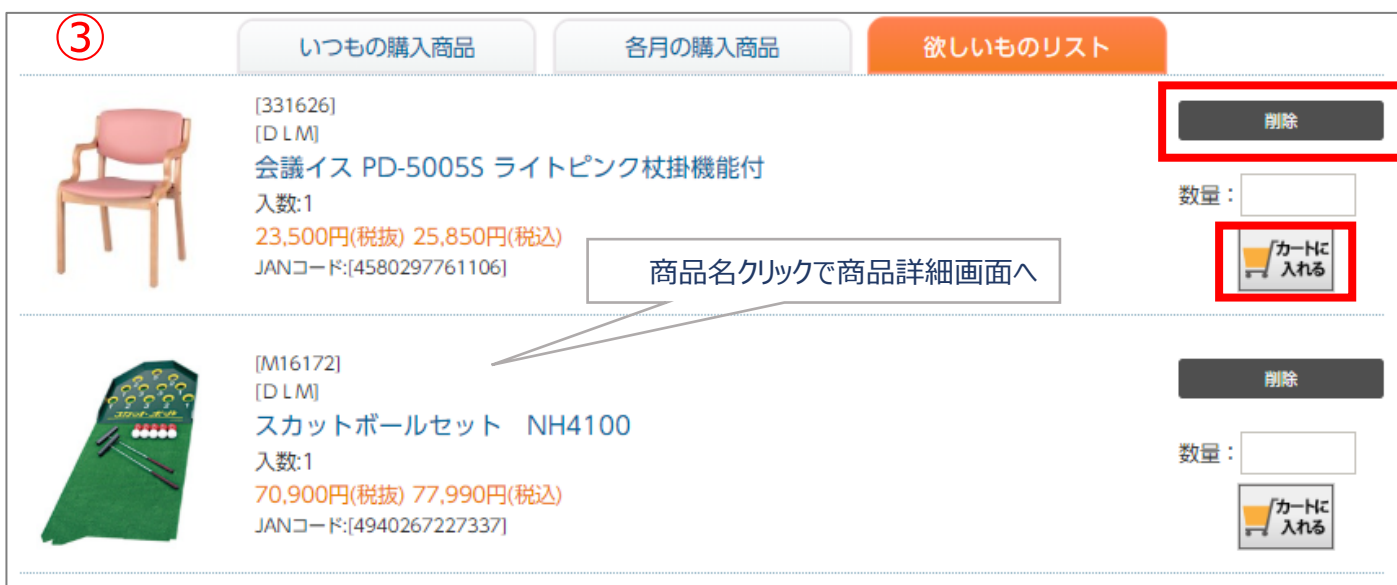 ③
いつもの購入商品
各月の購入商品
欲しいものリスト
[331626]
[D L M]
会議イス PD-5005S ライトピンク杖掛機能付
入数:1
23,500円(税抜) 25,850円(税込)
JANコード:[4580297761106]
削除
数量：
カートに
入れる
商品名クリックで商品詳細画面へ
[M16172]
[D L M]
スカットボールセット　NH4100
入数:1
70,900円(税抜) 77,990円(税込)
JANコード:[4940267227337]
削除
数量：
カートに
入れる